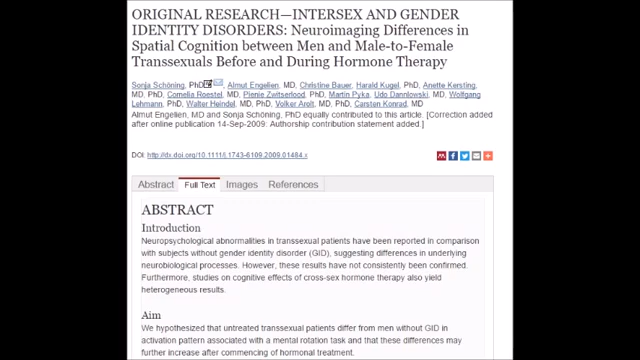 ORIGINAL RESEARCH—INTERSEX AND GENDER
IDENTITY DISORDERS: Neuroimaging Differences in
Spatial Cognition between Men and Male-to-Female
Transsexuals Before and During Hormone Therapy
Sonja Schöning, PhD, Almut Engelien, MD, Christine Bauer, MD, Harald Kugel, PhD, Anette Kersting,
MD, PhD, Cornelia Roestel, MD, Pienie Zwitserlood, PhD, Martin Pyka, PhD, Udo Dannlowski, MD, Wolfgang
Lehmann, PhD, Walter Heindel, MD, PhD, Volker Arolt, MD, PhD, Carsten Konrad, MD
Almut Engelien, MD and Sonja Schöning, PhD equally contributed to this article. [Correction added
after online publication 14-Sep-2009: Authorship contribution statement added.]
DOI: http://dx.doi.org/10.1111/j.1743-6109.2009.01484.x
Abstract Full Text Images References
ABSTRACT
Introduction
Neuropsychological abnormalities in transsexual patients have been reported in comparison
with subjects without gender identity disorder (GID), suggesting differences in underlying
neurobiological processes. However, these results have not consistently been confirmed.
Furthermore, studies on cognitive effects of cross-sex hormone therapy also yield
heterogeneous results.
Aim
We hypothesized that untreated transsexual patients differ from men without GID in
activation pattern associated with a mental rotation task and that these differences may
further increase after commencing of hormonal treatment.